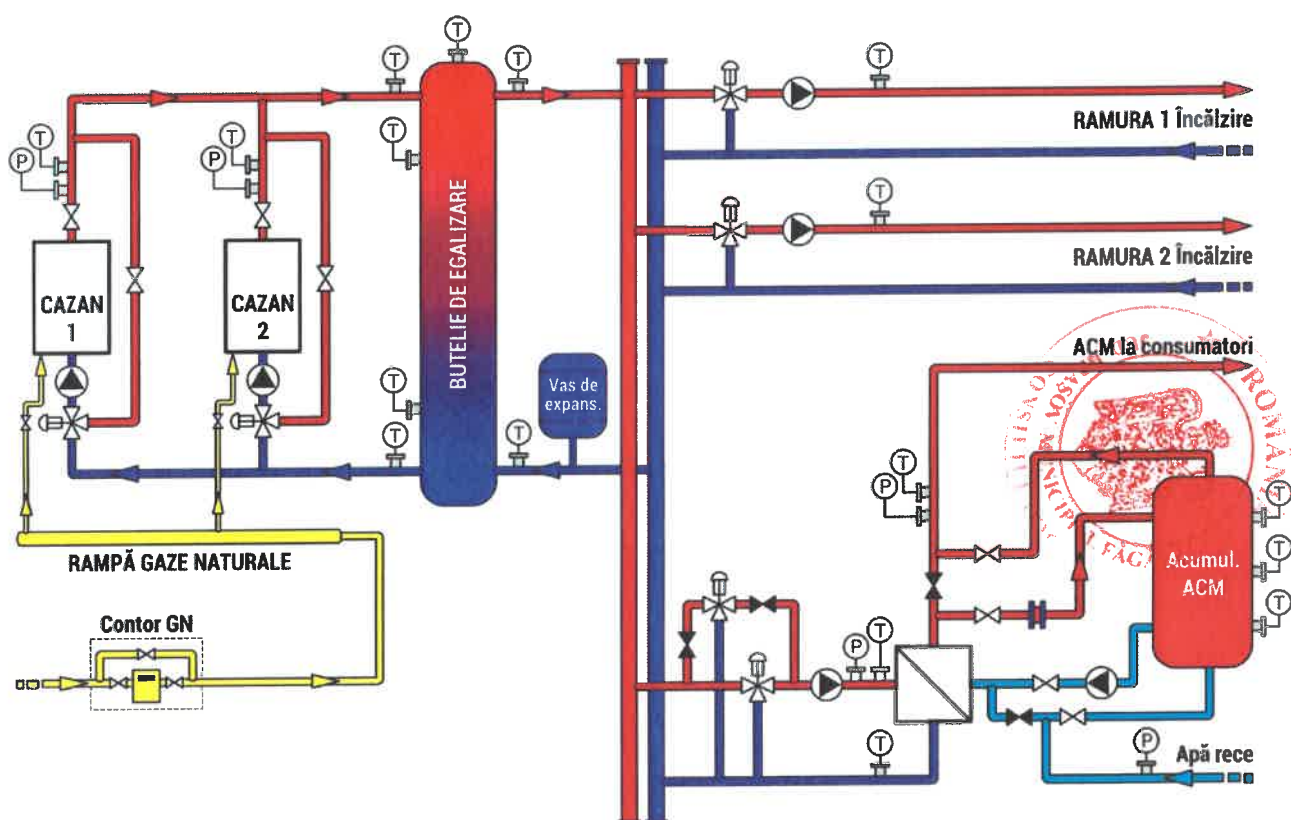 T
T
T
T
RAMURA 1 Încălzire
T
P
T
P
T
T
RAMURA 2 Încălzire
CAZAN
1
CAZAN
2
BUTELIE DE EGALIZARE
ACM la consumatori
Vas de
expans.
T
T
T
ROMÂNI
T
P
RAMPĂ GAZE NATURALE
Acumul.
ACM
T
T
T
Contor GN
P
T
T
P
Apă rece